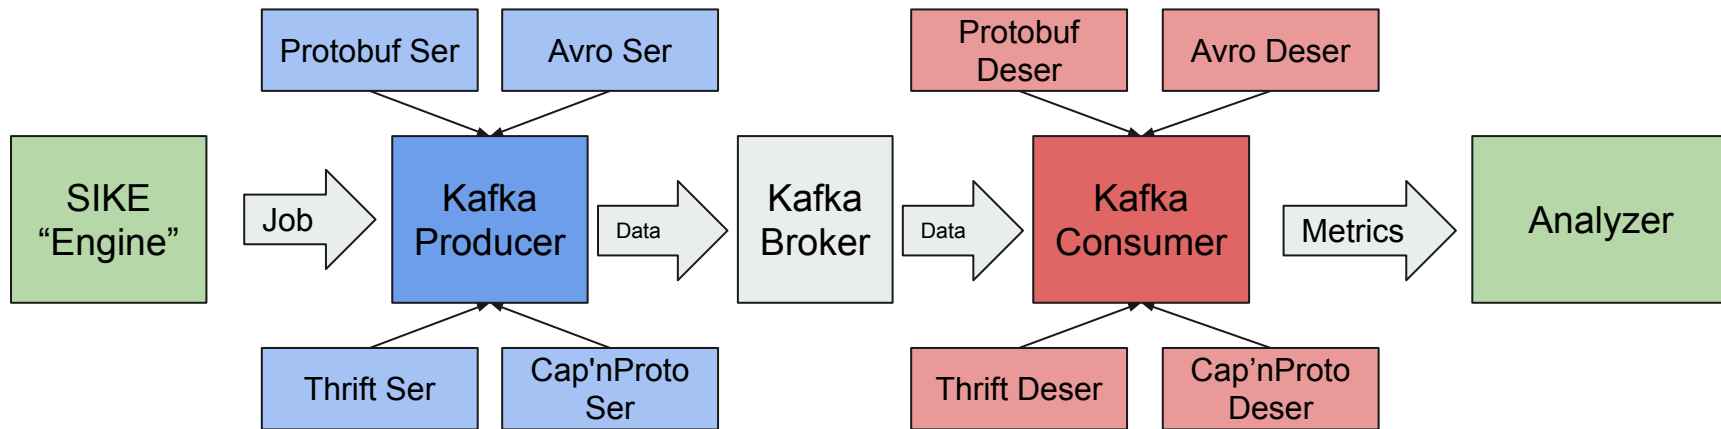 Protobuf Ser
Avro Ser
Protobuf
Deser
Avro Deser
SIKE
“Engine”
Job
Kafka
Producer
Data
Kafka
Broker
Data
Kafka
Consumer
Metrics
Analyzer
Thrift Ser
Cap'nProto
Ser
Thrift Deser
Cap’nProto
Deser